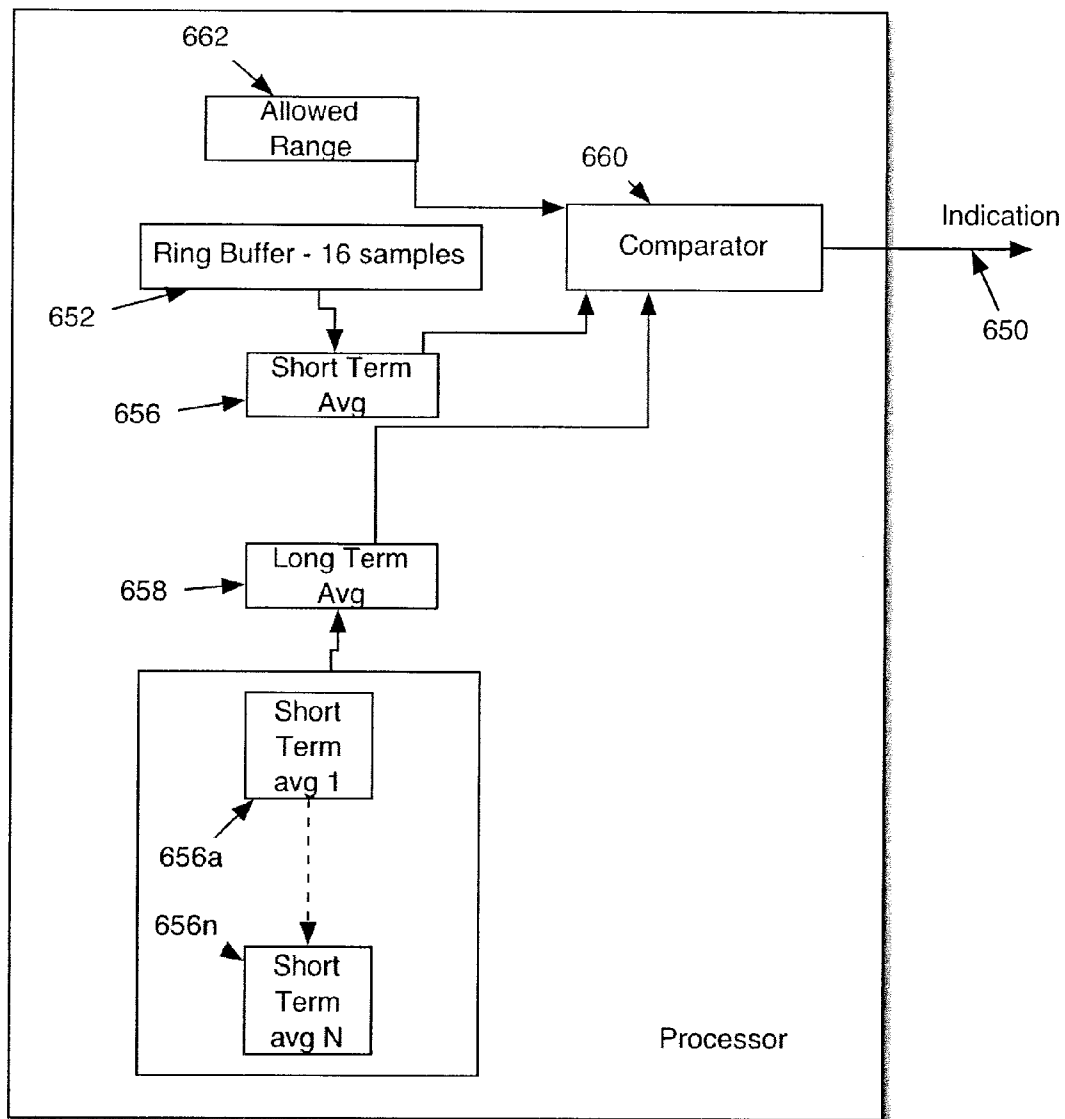 662
Allowed
Range
660
Indication
Comparator
Ring Buffer - 16 samples
652
650
Short Term
Avg
656
Long Term
Avg
658
Short
Term
avg 1
656a
656n
Short
Term
avg N
Processor